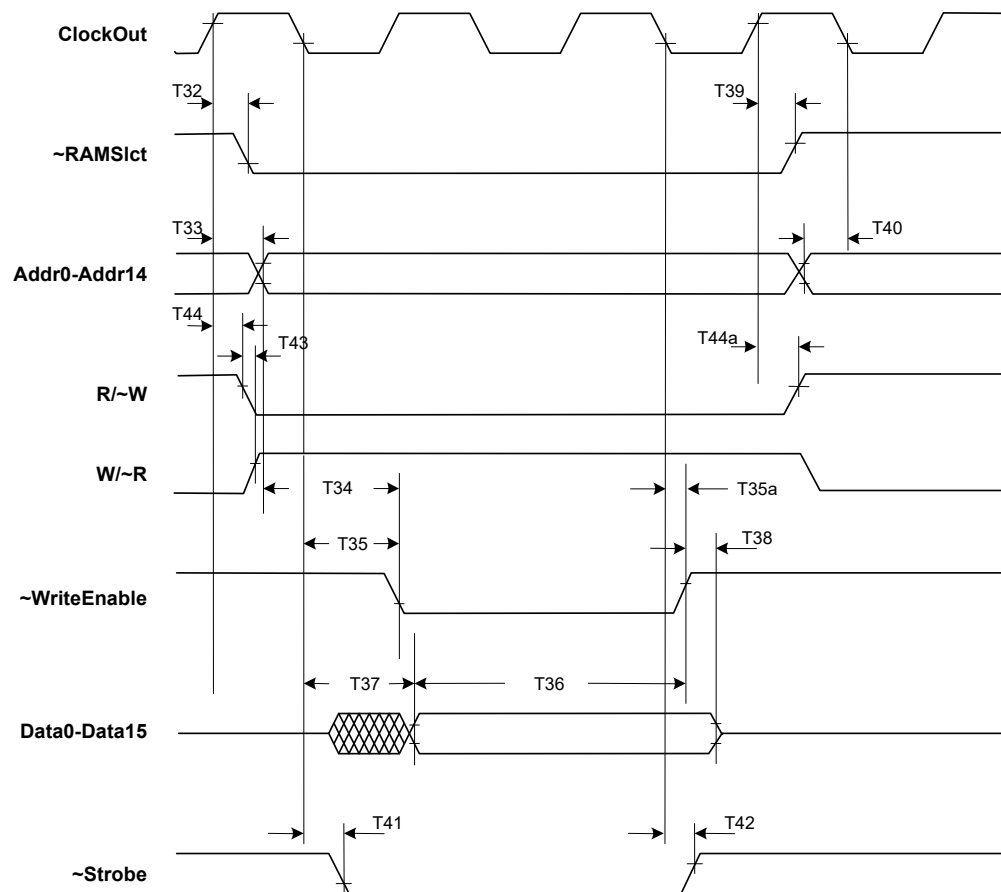 ClockOut
T32
T39
~RAMSlct
T33
T40
Addr0-Addr14
T44
T43
T44a
R/~W
W/~R
T34
T35a
T35
T38
~WriteEnable
T37
T36
Data0-Data15
T41
T42
~Strobe